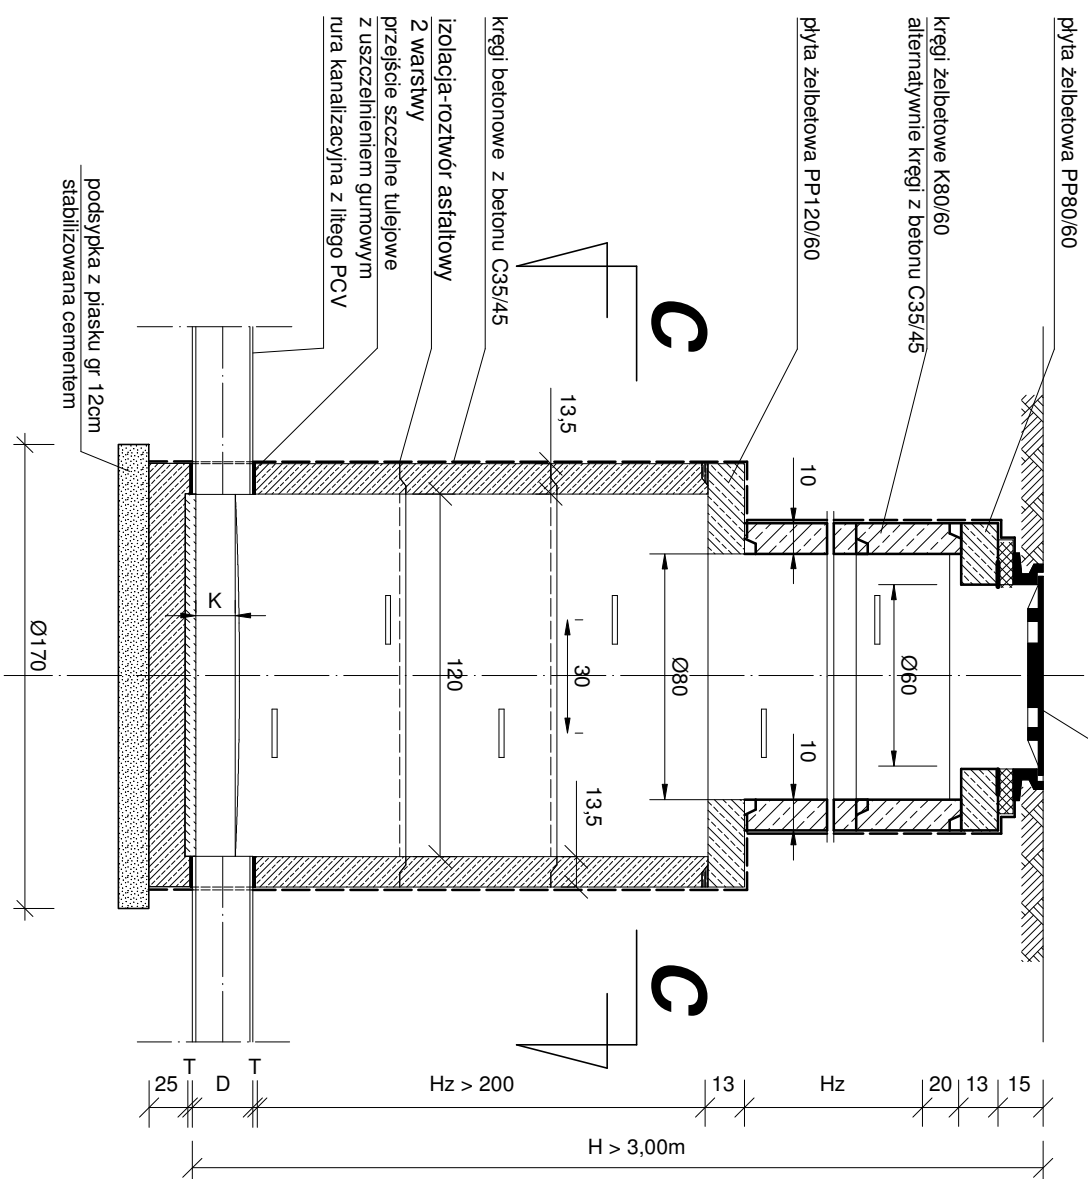 płyta żelbetowa PP80/60
kręgi żelbetowe K80/60
alternatywnie kręgi z betonu C35/45
płyta żelbetowa PP120/60
kręgi betonowe z betonu C35/45
izolacja-roztwór asfaltowy
2 warstwy
przejście szczelne tulejowe
z uszczelnieniem gumowym
rura kanalizacyjna z litego PCV
podsypka z piasku gr 12cm
stabilizowana cementem
C
C
13,5
10
K
Ø170
120
30
Ø80
Ø60
10
13,5
T
T
25
D
Hz > 200
13
Hz
20
13
15
H > 3,00m